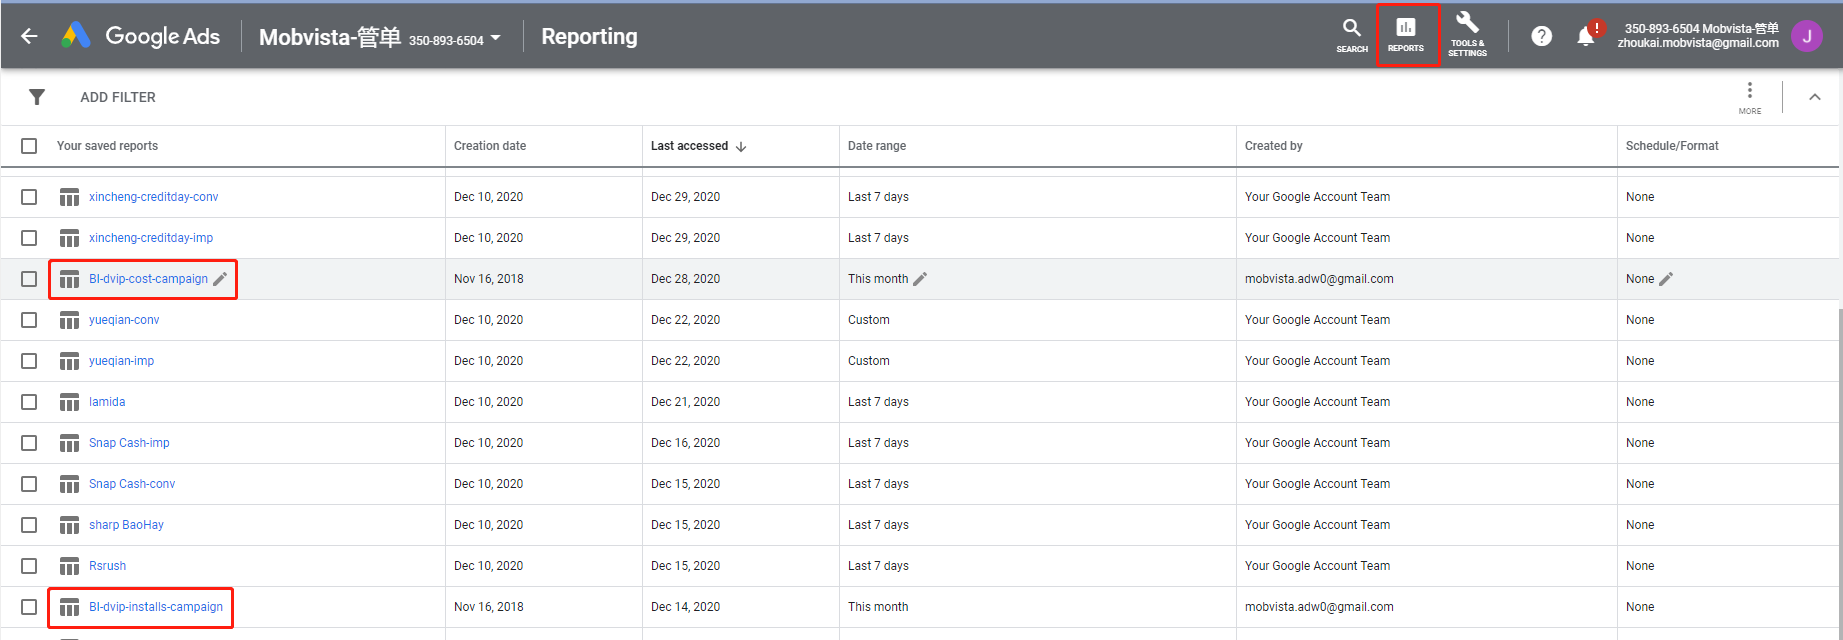 Google Ads
Mobvista-管单 350-893-6504
Reporting
SEARCH
REPORTS
TOOLS &
SETTINGS
?
!
350-893-6504 Mobvista-管单
zhoukai.mobvista@gmail.com
J
ADD FILTER
MORE
Your saved reports Creation date Last accessed Date range Created by Schedule/Format
xincheng-creditday-conv Dec 10, 2020 Dec 29, 2020 Last 7 days Your Google Account Team None
xincheng-creditday-imp Dec 10, 2020 Dec 29, 2020 Last 7 days Your Google Account Team None
BI-dvip-cost-campaign Nov 16, 2018 Dec 28, 2020 This month mobvista.adw0@gmail.com None
yueqian-conv Dec 10, 2020 Dec 22, 2020 Custom Your Google Account Team None
yueqian-imp Dec 10, 2020 Dec 22, 2020 Custom Your Google Account Team None
lamida Dec 10, 2020 Dec 21, 2020 Last 7 days Your Google Account Team None
Snap Cash-imp Dec 10, 2020 Dec 16, 2020 Last 7 days Your Google Account Team None
Snap Cash-conv Dec 10, 2020 Dec 15, 2020 Last 7 days Your Google Account Team None
sharp BaoHay Dec 10, 2020 Dec 15, 2020 Last 7 days Your Google Account Team None
Rsrush Dec 10, 2020 Dec 15, 2020 Last 7 days Your Google Account Team None
BI-dvip-installs-campaign Nov 16, 2018 Dec 14, 2020 This month mobvista.adw0@gmail.com None